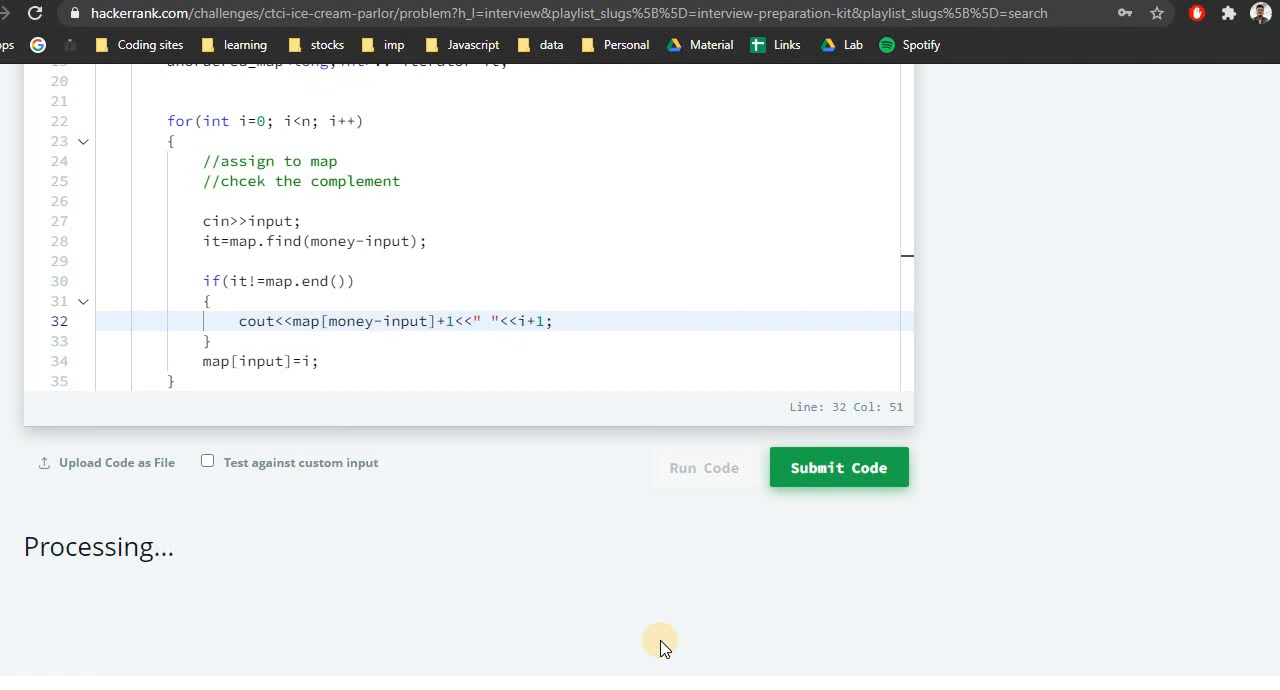 hackerrank.com/challenges/ctci-ice-cream-parlor/problem?h_l=interview&playlist_slugs%5B%5D=interview-preparation-kit&playlist_slugs%5B%5D=search
ps Coding sites learning stocks imp Javascript data Personal Material Links Lab Spotify
20
21
22 for(int i=0; i<n; i++)
23 {
24 //assign to map
25 //chcek the complement
26
27 cin>>input;
28 it=map.find(money-input);
29
30 if(it!=map.end())
31 {
32 cout<<map[money-input]+1<<" "<<i+1;
33 }
34 map[input]=i;
35 }
Line: 32 Col: 51
Upload Code as File Test against custom input Run Code Submit Code
Processing...